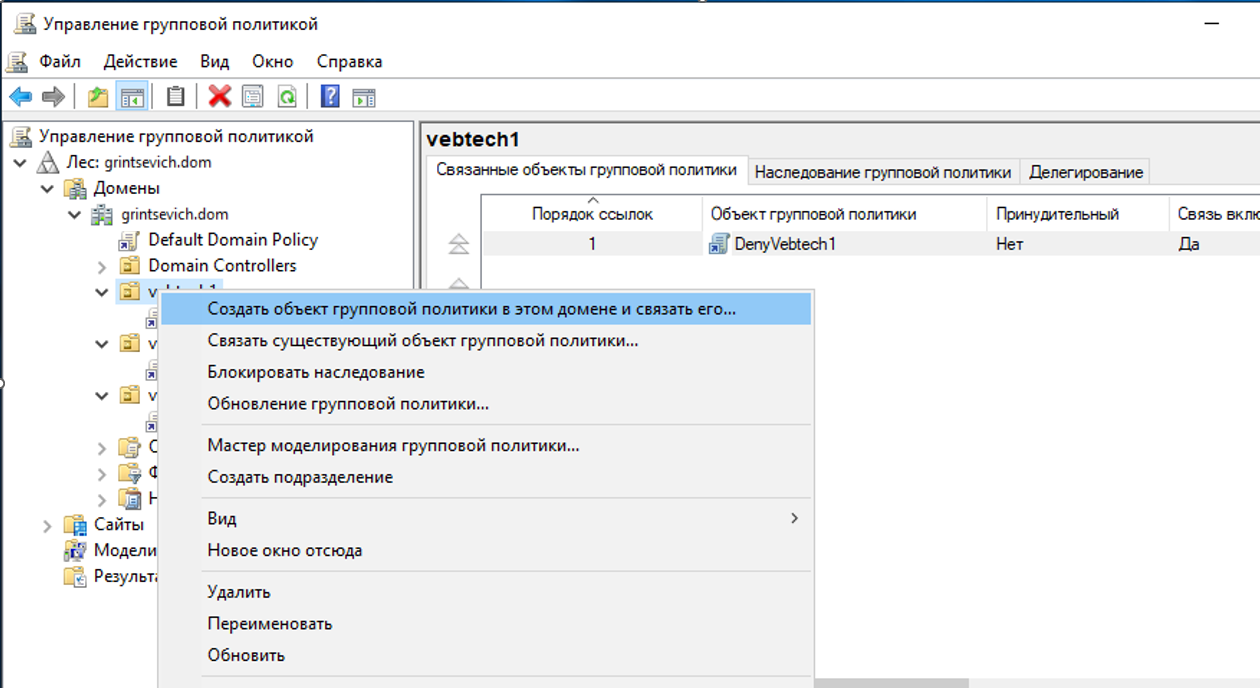 Управление групповой политикой
Файл Действие Вид Окно Справка
Управление групповой политикой
Лес: grintsevich.dom
Домены
grintsevich.dom
Default Domain Policy
Domain Controllers
Сайты
vebtech1
Связанные объекты групповой политики Наследование групповой политики Делегирование
Порядок ссылок Объект групповой политики Принудительный Связь
1 DenyVebtech1 Нет Да
Создать объект групповой политики в этом домене и связать его...
Связать существующий объект групповой политики...
Блокировать наследование
Обновление групповой политики...
Мастер моделирования групповой политики...
Создать подразделение
Вид
Новое окно отсюда
Удалить
Переименовать
Обновить